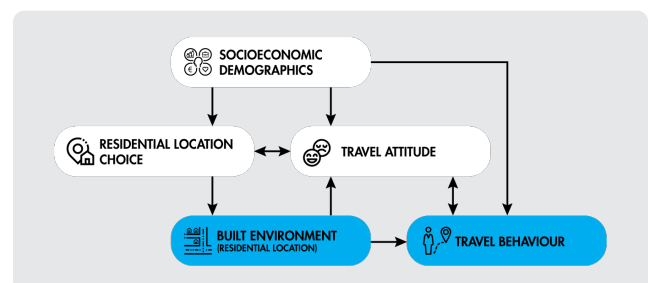 SOCIOECONOMIC
DEMOGRAPHICS
RESIDENTIAL LOCATION
CHOICE
TRAVEL ATTITUDE
BUILT ENVIRONMENT
(RESIDENTIAL LOCATION)
TRAVEL BEHAVIOUR